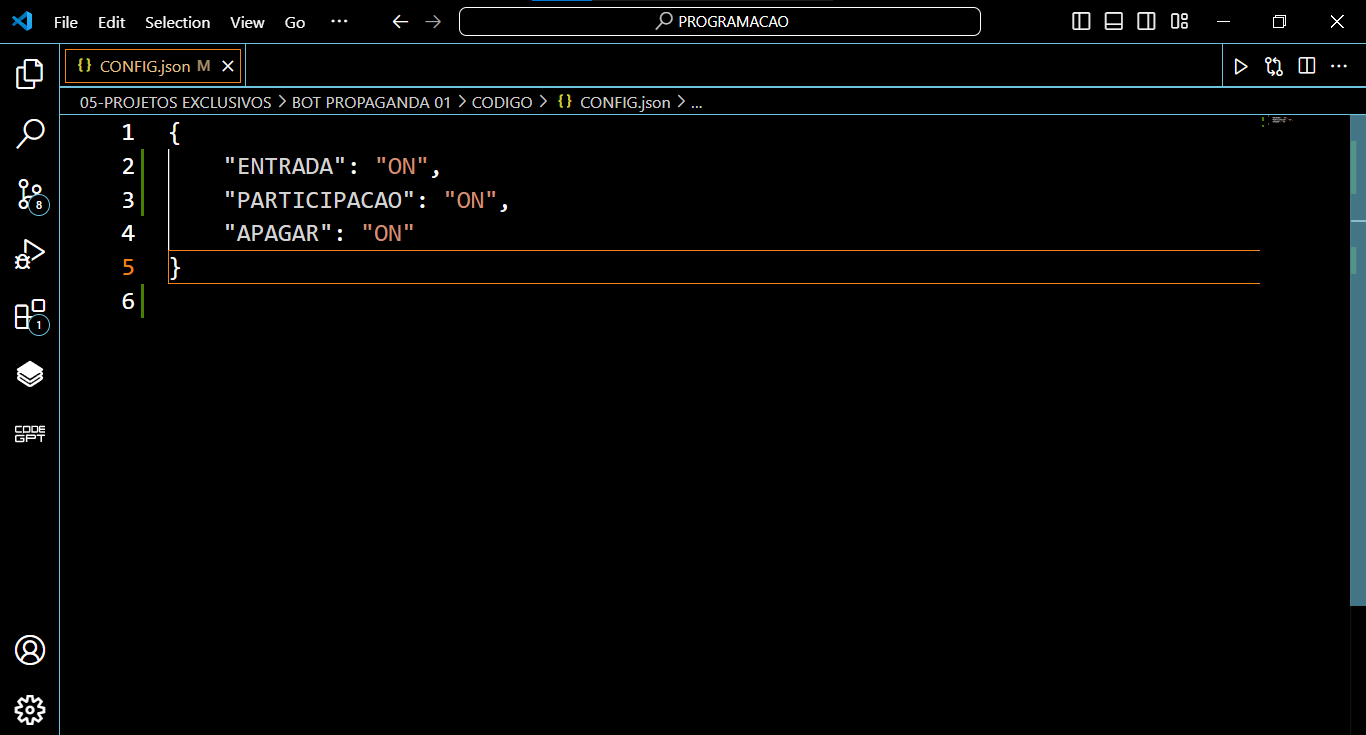 File Edit Selection View Go ··· PROGRAMACAO
{} CONFIG.json M
05-PROJETOS EXCLUSIVOS > BOT PROPAGANDA 01 > CODIGO > {} CONFIG.json > ...
1 {
2 "ENTRADA": "ON",
3 "PARTICIPACAO": "ON",
4 "APAGAR": "ON"
5 }
6
8
1
CODE
GPT